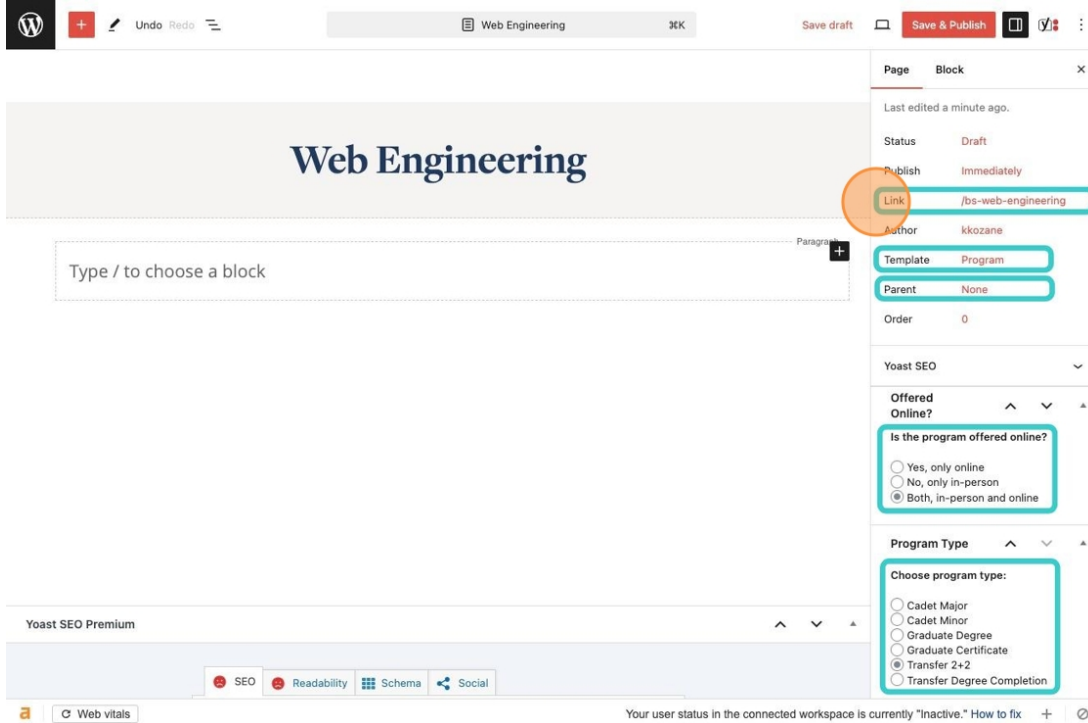 Undo Redo
Web Engineering
⌘K
Save draft
Save & Publish
Page Block
Last edited a minute ago.
Status Draft
Publish Immediately
Link /bs-web-engineering
Author kkozane
Template Program
Parent None
Order 0
Yoast SEO
Offered
Online?
Is the program offered online?
Yes, only online
No, only in-person
Both, in-person and online
Program Type
Choose program type:
Cadet Major
Cadet Minor
Graduate Degree
Graduate Certificate
Transfer 2+2
Transfer Degree Completion
Web Engineering
Paragraph
Type / to choose a block
Yoast SEO Premium
SEO Readability Schema Social
a Web vitals
Your user status in the connected workspace is currently "Inactive." How to fix